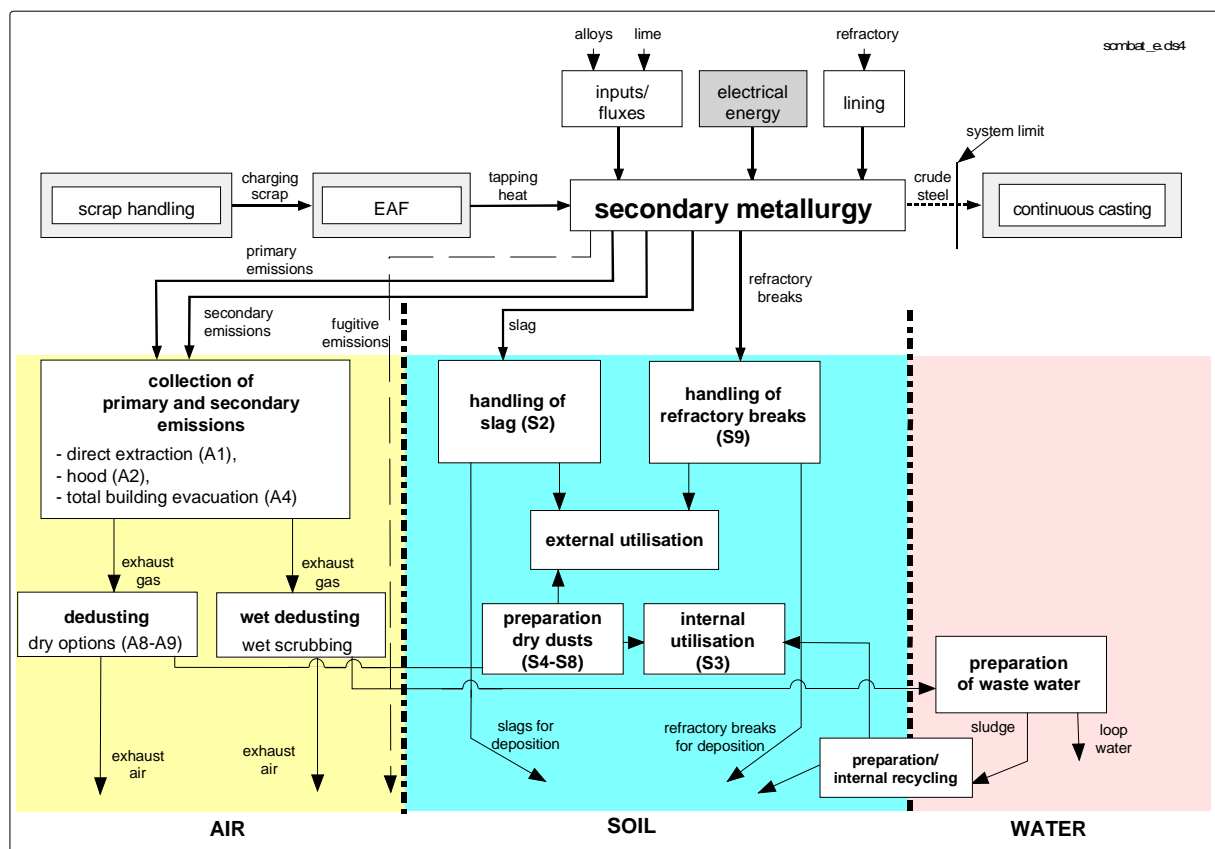 alloys
lime
refractory
sombat_e.ds4
inputs/
fluxes
electrical
energy
lining
system limit
charging
scrap
tapping
heat
crude
steel
scrap handling
EAF
secondary metallurgy
continuous casting
primary
emissions
refractory
breaks
secondary
emissions
fugitive
emissions
slag
collection of
primary and secondary
emissions
- direct extraction (A1),
- hood (A2),
- total building evacuation (A4)
handling of
slag (S2)
handling of
refractory breaks
(S9)
external utilisation
exhaust
gas
exhaust
gas
dedusting
dry options (A8-A9)
wet dedusting
wet scrubbing
preparation
dry dusts
(S4-S8)
internal
utilisation
(S3)
preparation
of waste water
slags for
deposition
refractory breaks
for deposition
sludge
loop
water
exhaust
air
exhaust
air
preparation/
internal recycling
AIR
SOIL
WATER